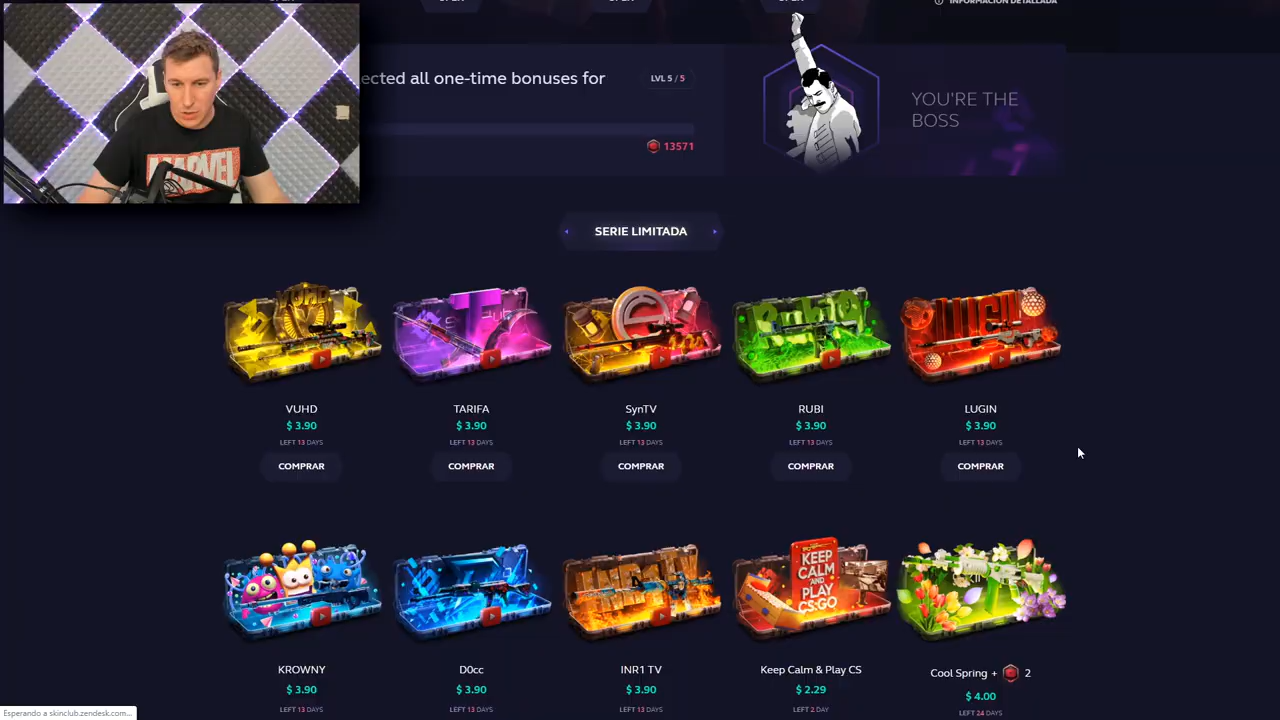 INFORMACIÓN DETALLADA
ected all one-time bonuses for
LVL 5 / 5
13571
YOU'RE THE
BOSS
MARVEL
SERIE LIMITADA
VUHD
$ 3.90
LEFT 13 DAYS
COMPRAR
TARIFA
$ 3.90
LEFT 13 DAYS
COMPRAR
SynTV
$ 3.90
LEFT 13 DAYS
COMPRAR
RUBI
$ 3.90
LEFT 13 DAYS
COMPRAR
LUGIN
$ 3.90
LEFT 13 DAYS
COMPRAR
KEEP
CALM
AND
PLAY
CS:GO
KROWNY
$ 3.90
LEFT 13 DAYS
D0cc
$ 3.90
LEFT 13 DAYS
INR1 TV
$ 3.90
LEFT 13 DAYS
Keep Calm & Play CS
$ 2.29
LEFT 2 DAY
Cool Spring + 2
$ 4.00
LEFT 24 DAYS
Esperando a skinclub.zendesk.com...